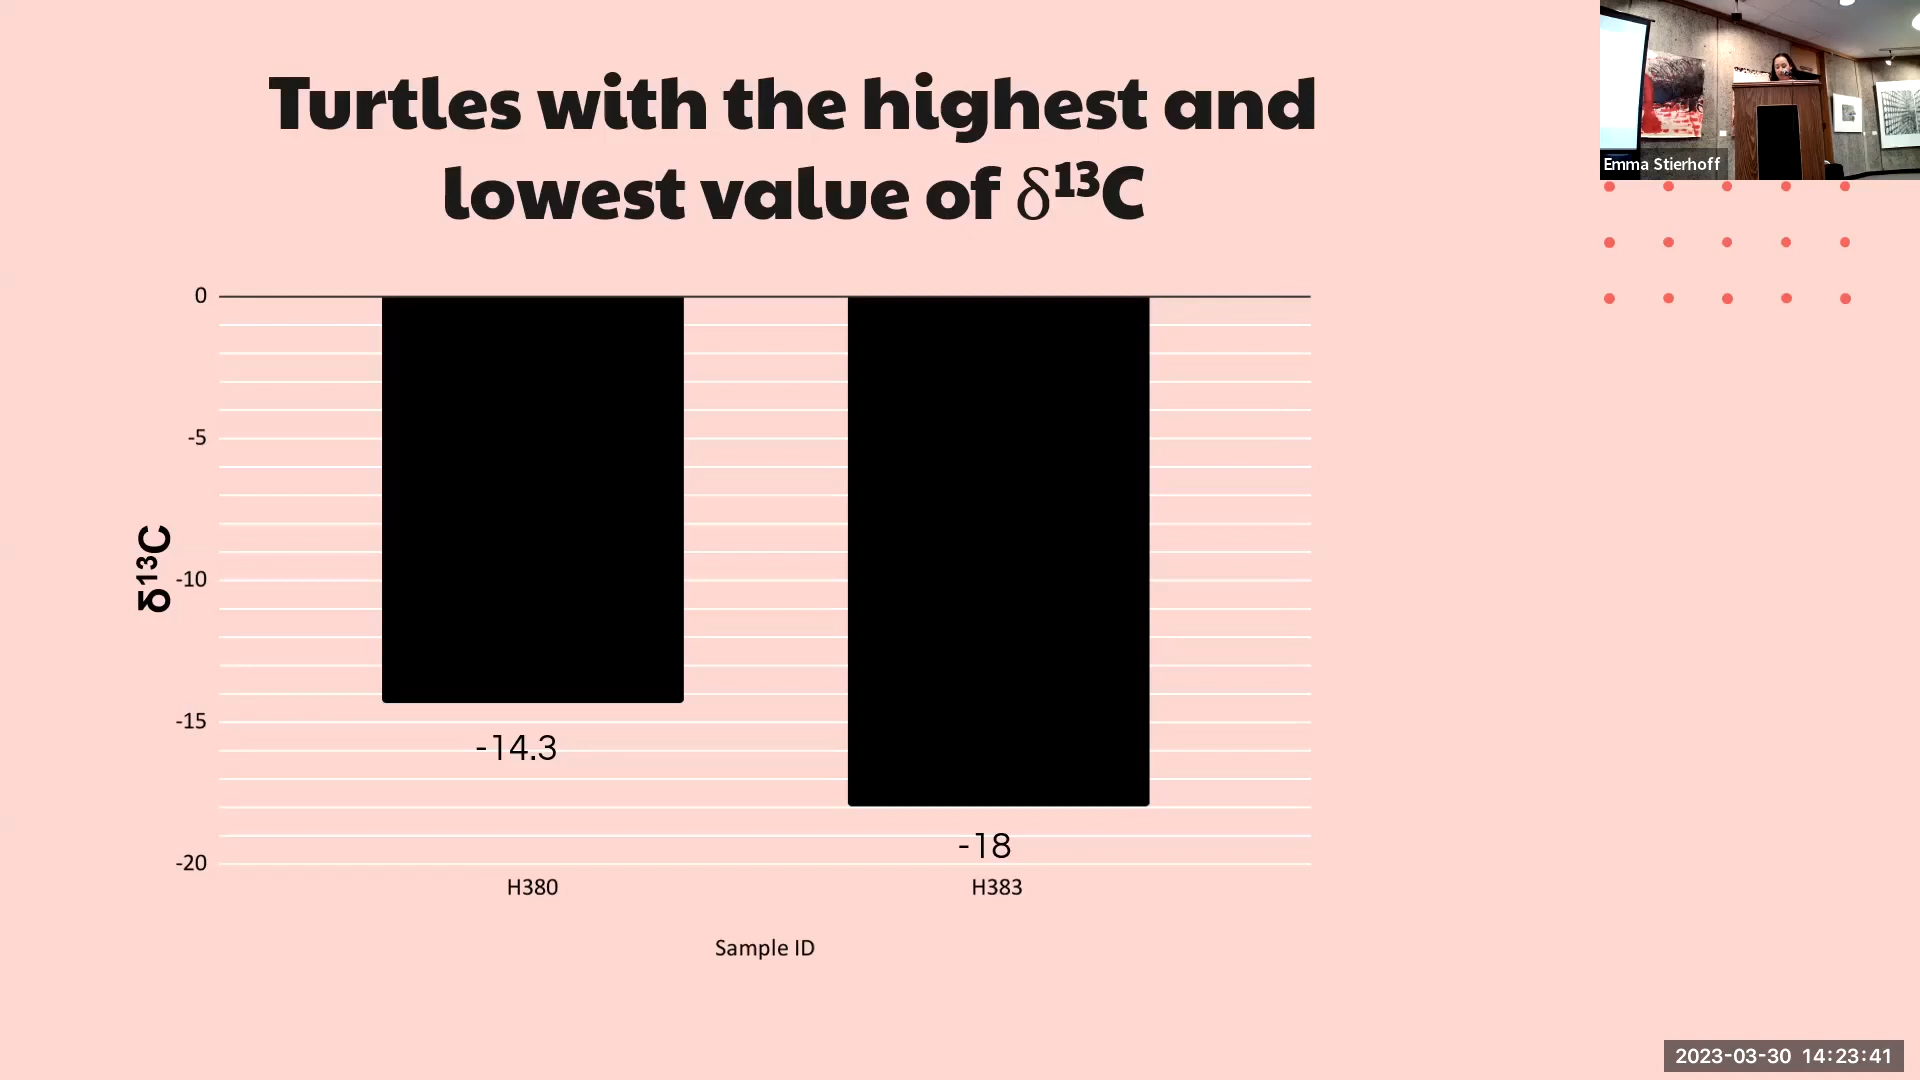 Turtles with the highest and
lowest value of δ¹³C
Emma Stierhoff
0
-5
-10
-15
-20
δ¹³C
-14.3
-18
H380
H383
Sample ID
2023-03-30 14:23:41